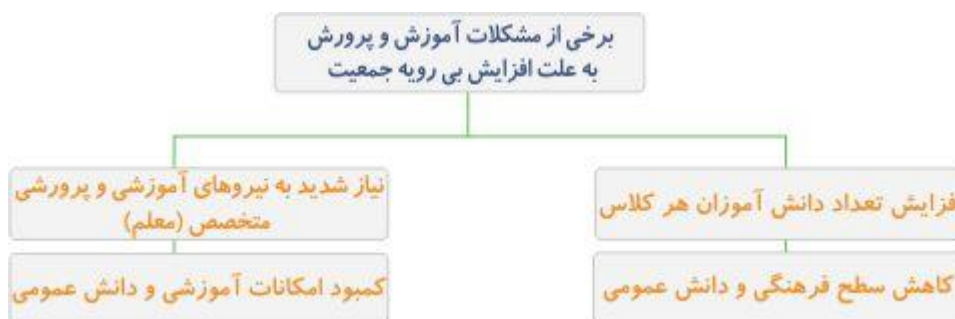 برخی از مشکلات آموزش و پرورش
به علت افزایش بی رویه جمعیت
فزایش تعداد دانش آموزان هر کلاس
نیاز شدید به نیروهای آموزشی و پرورشی
متخصص (معلم)
کاهش سطح فرهنگی و دانش عمومی
کمبود امکانات آموزشی و دانش عمومی